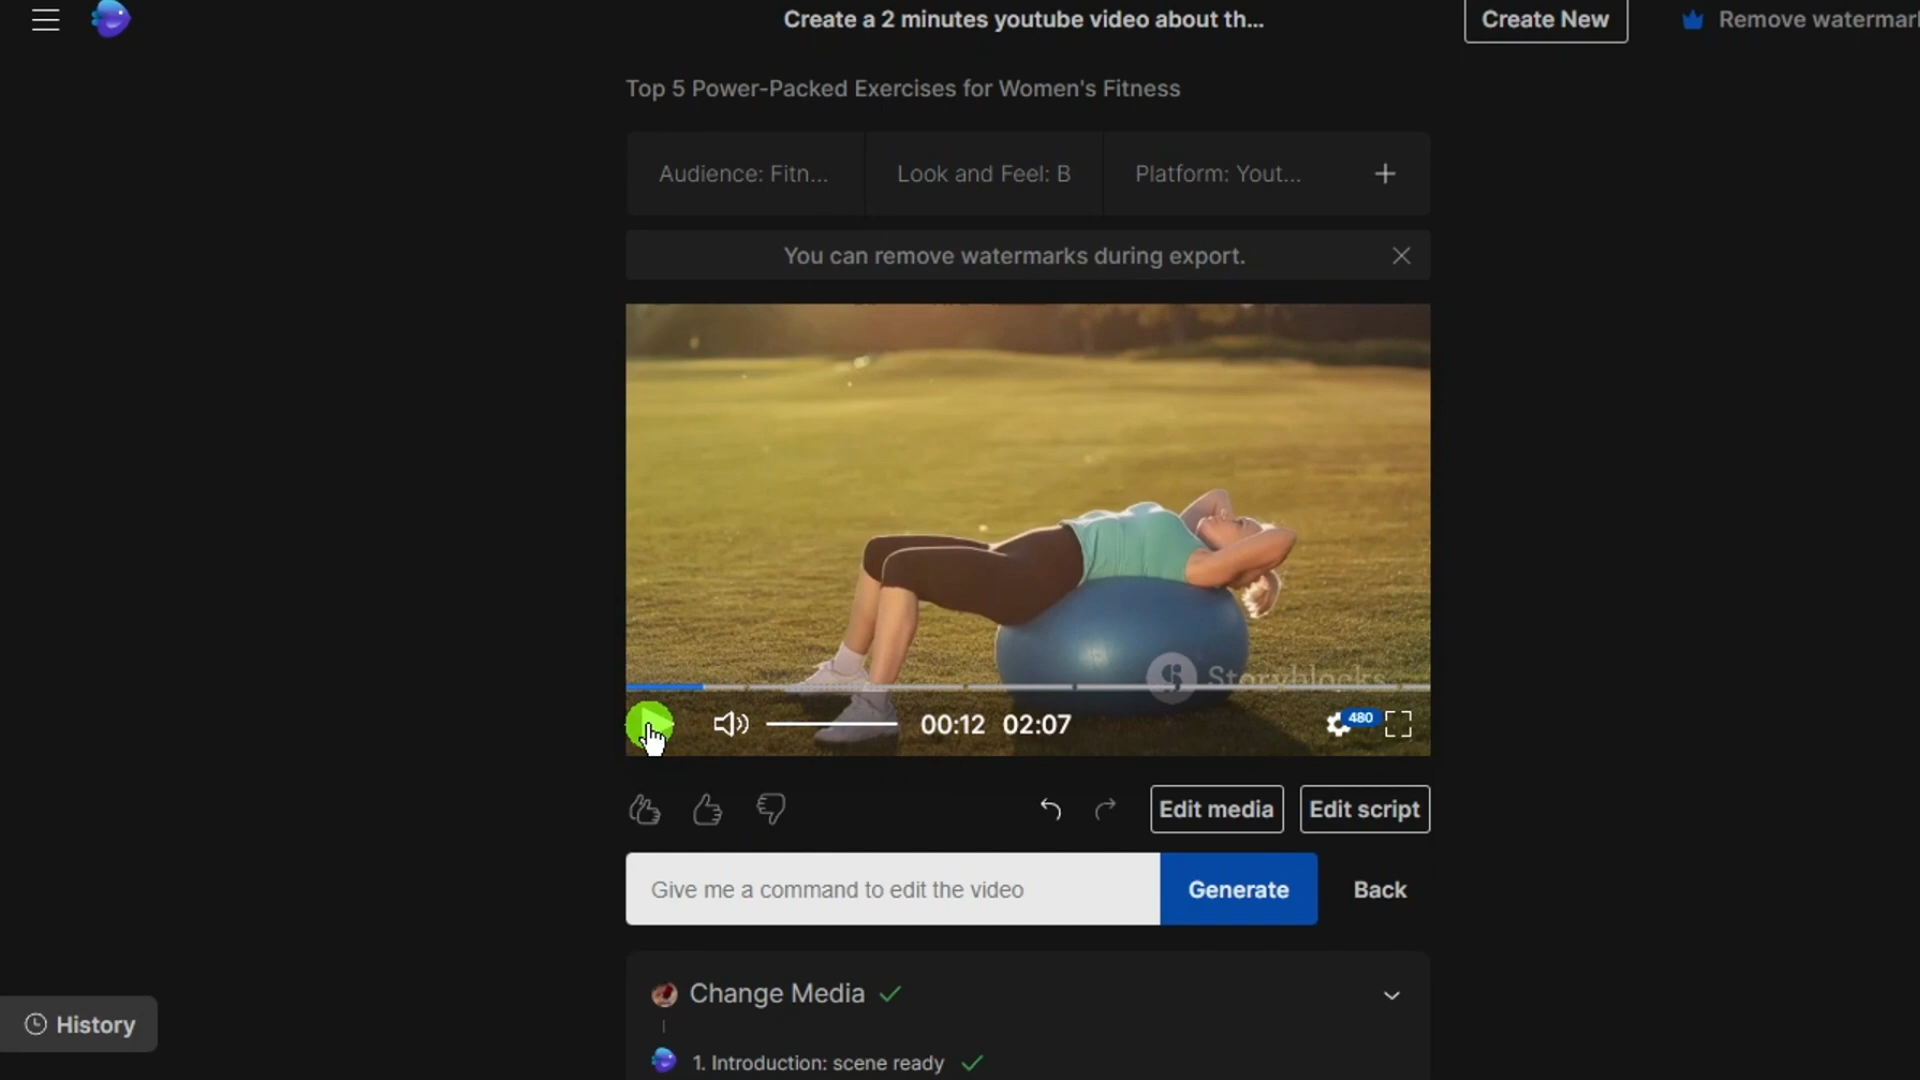 Create a 2 minutes youtube video about th...
Create New
Remove watermark
Top 5 Power-Packed Exercises for Women's Fitness
Audience: Fitn...
Look and Feel: B
Platform: Yout...
You can remove watermarks during export.
Storyblocks
00:12 02:07
480
Edit media
Edit script
Give me a command to edit the video
Generate
Back
Change Media
History
1. Introduction: scene ready